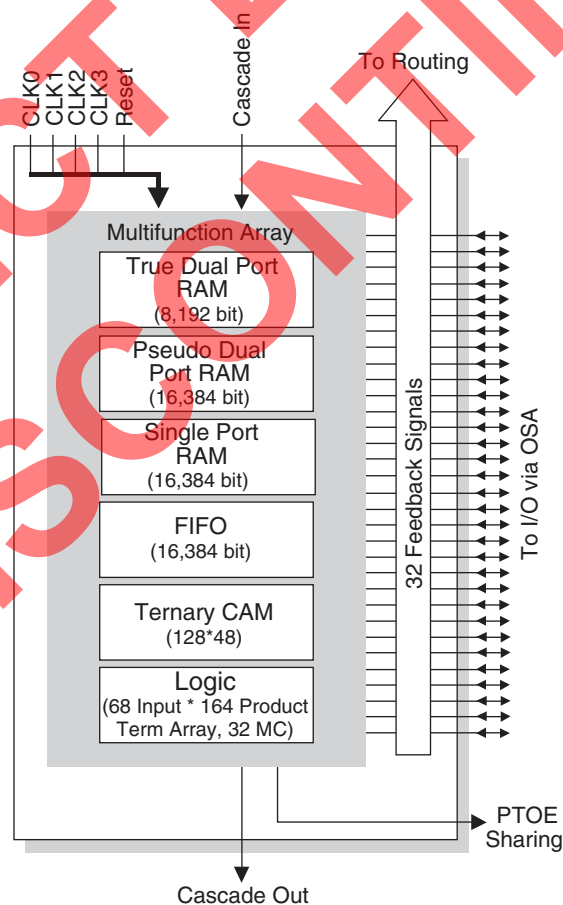 CLK0
CLK1
CLK2
CLK3
Reset
Cascade In
To Routing
Multifunction Array
True Dual Port
RAM
(8,192 bit)
Pseudo Dual
Port RAM
(16,384 bit)
Single Port
RAM
(16,384 bit)
FIFO
(16,384 bit)
Ternary CAM
(128*48)
Logic
(68 Input * 164 Product
Term Array, 32 MC)
32 Feedback Signals
To I/O via OSA
PTOE
Sharing
Cascade Out